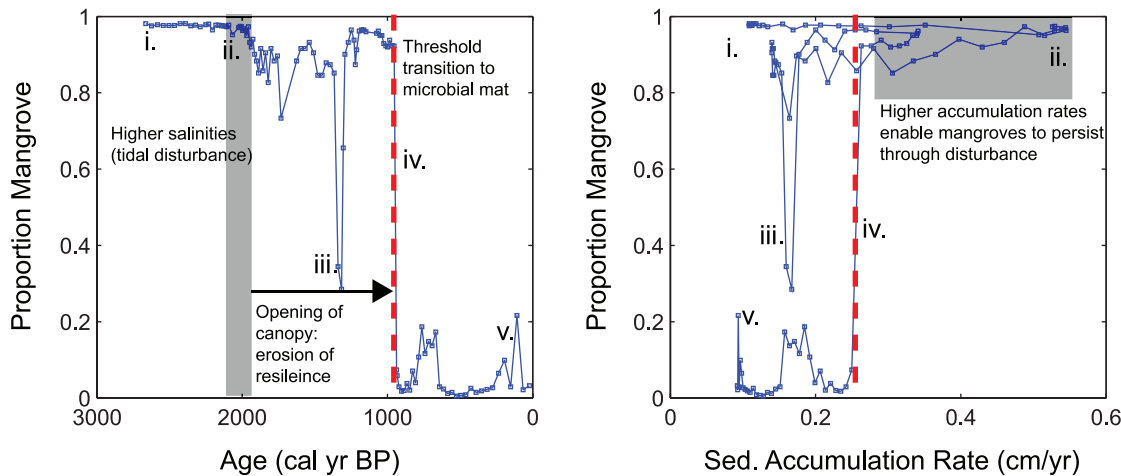 Proportion Mangrove
1
0.8
0.6
0.4
0.2
0
3000
2000
1000
0
Age (cal yr BP)
i.
ii.
Threshold
transition to
microbial mat
Higher salinities
(tidal disturbance)
iv.
iii.
Opening of
canopy:
erosion of
resileince
v.
Proportion Mangrove
1
0.8
0.6
0.4
0.2
0
0
0.2
0.4
0.6
Sed. Accumulation Rate (cm/yr)
i.
ii.
Higher accumulation rates
enable mangroves to persist
through disturbance
iii.
iv.
v.